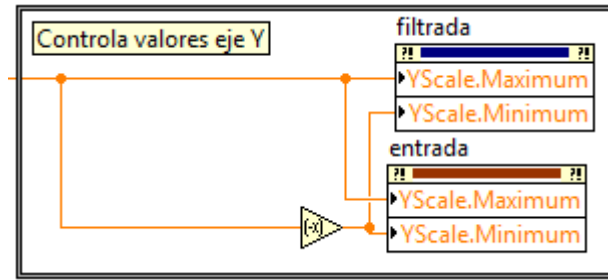 Controla valores eje Y
filtrada
?! ?!
YScale.Maximum
YScale.Minimum
entrada
?! ?!
YScale.Maximum
YScale.Minimum
(-x)